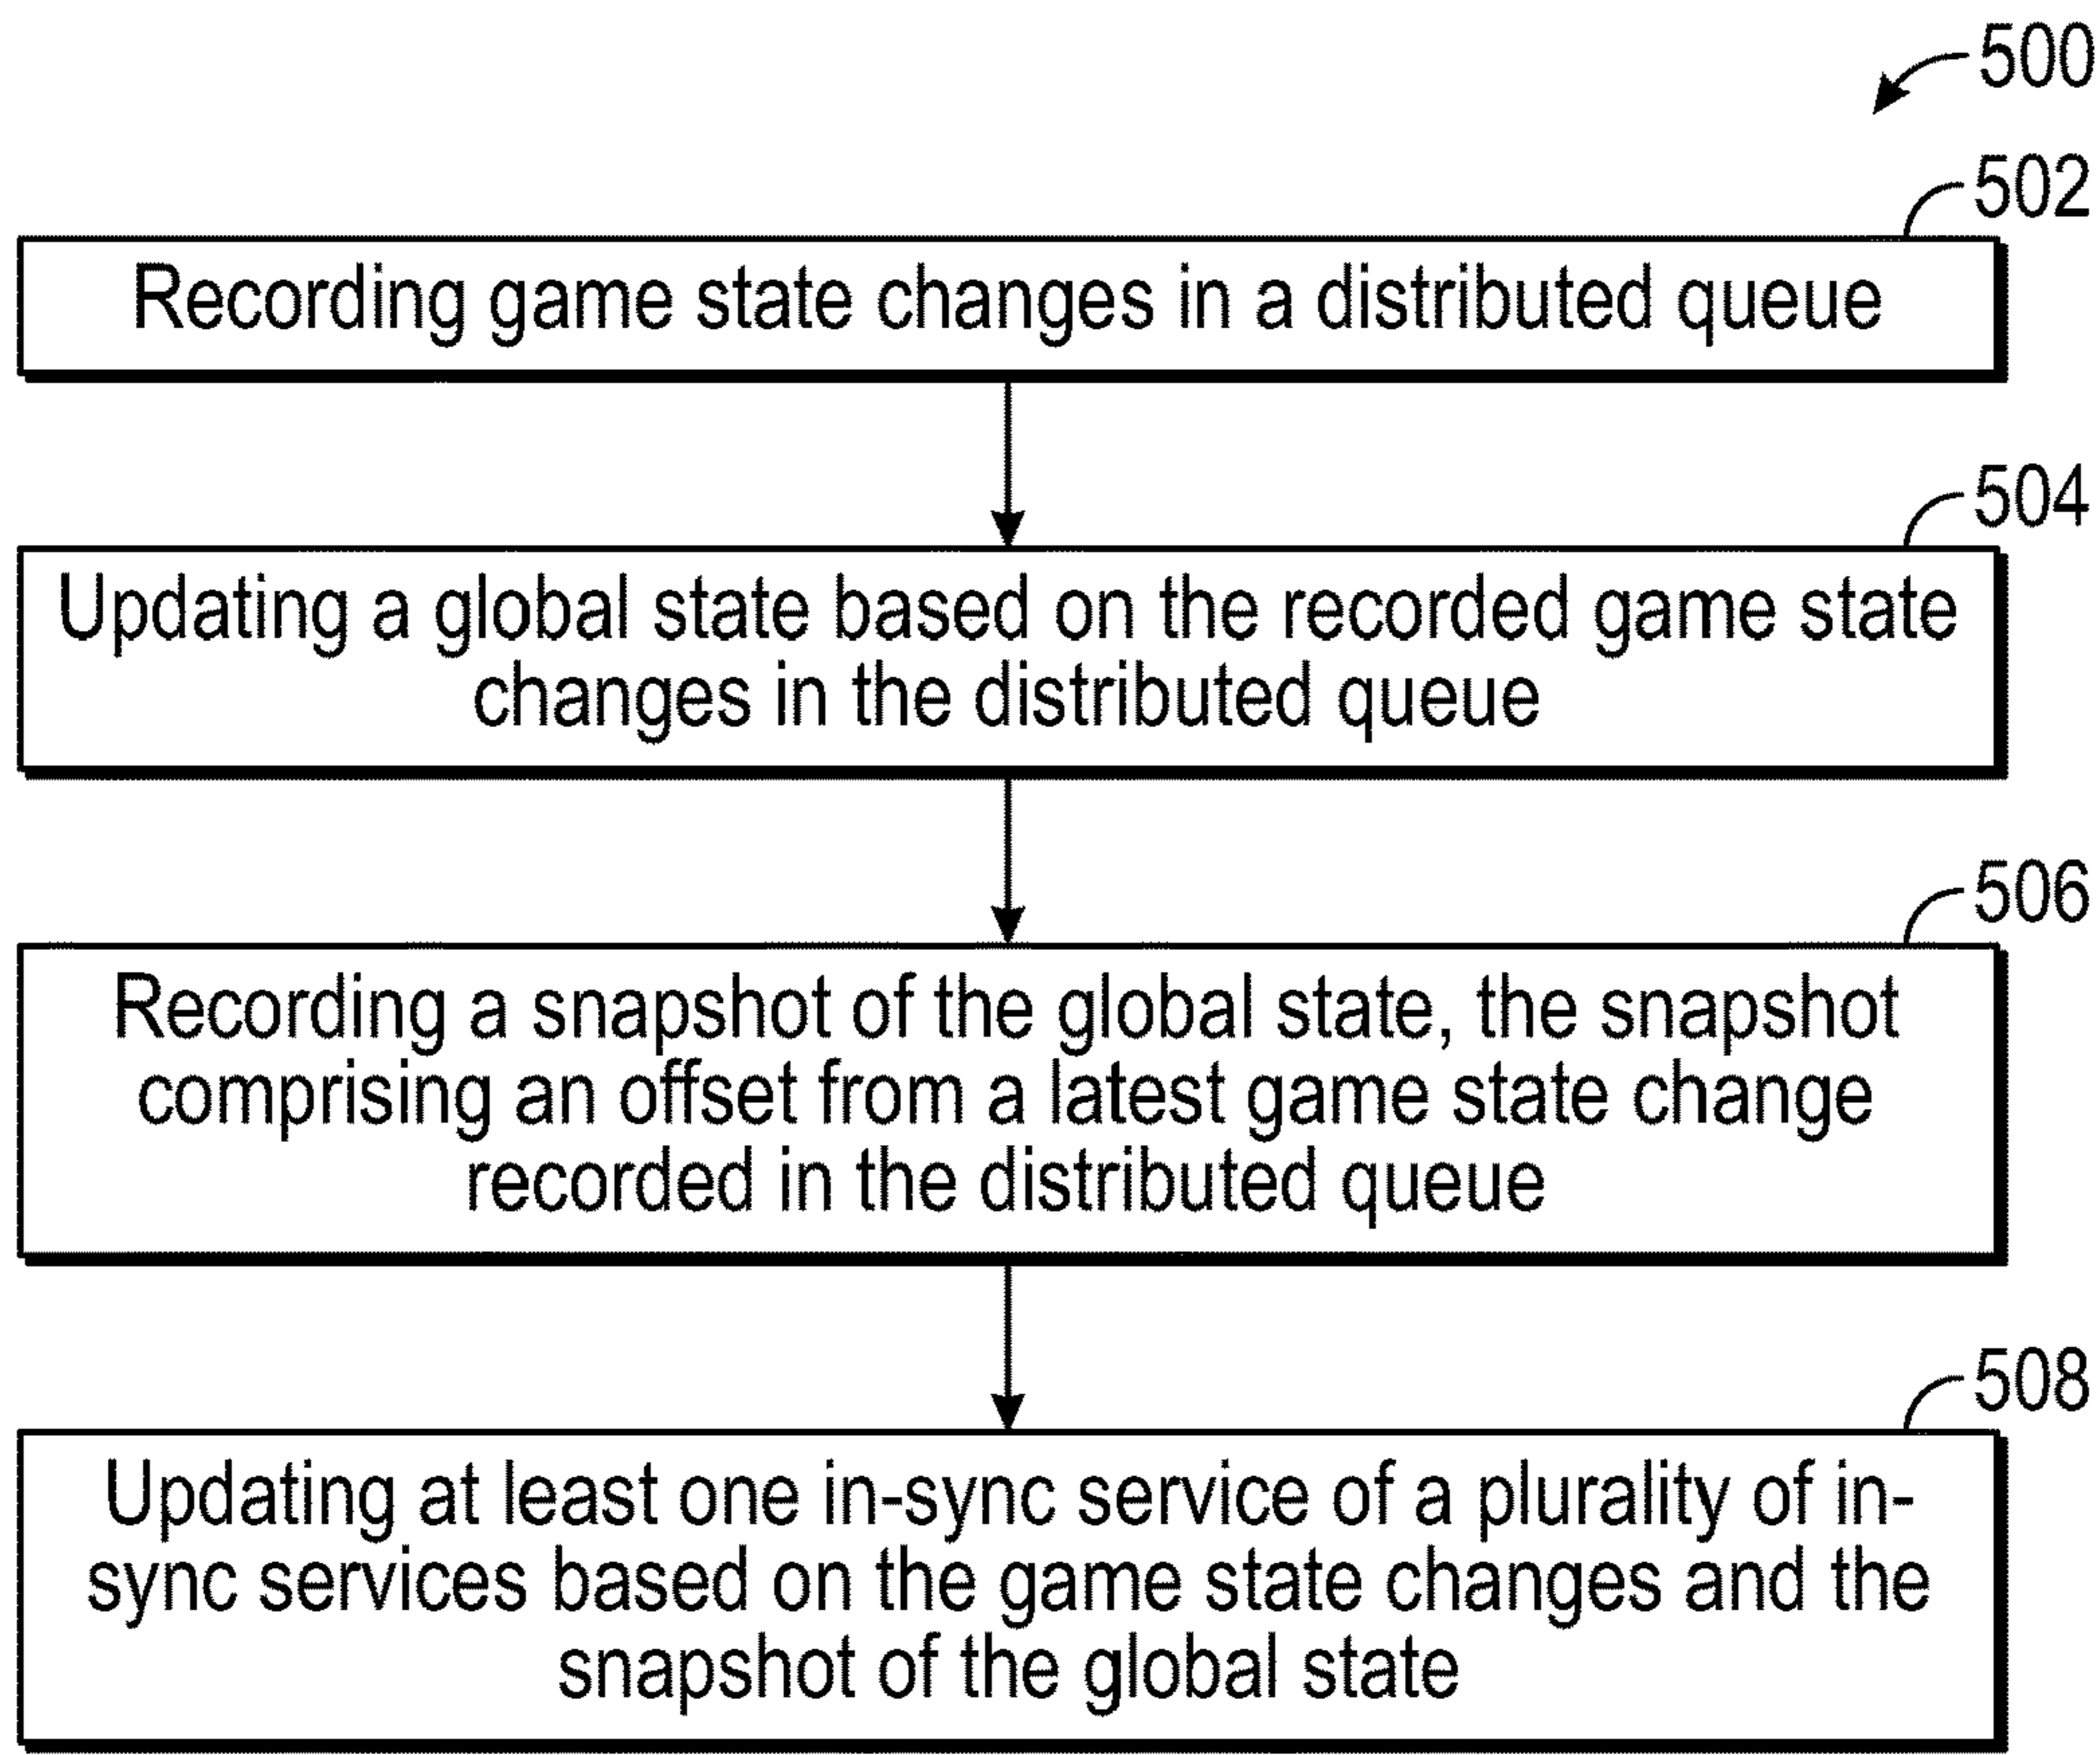 500
502
Recording game state changes in a distributed queue
504
Updating a global state based on the recorded game state
changes in the distributed queue
506
Recording a snapshot of the global state, the snapshot
comprising an offset from a latest game state change
recorded in the distributed queue
508
Updating at least one in-sync service of a plurality of in-
sync services based on the game state changes and the
snapshot of the global state